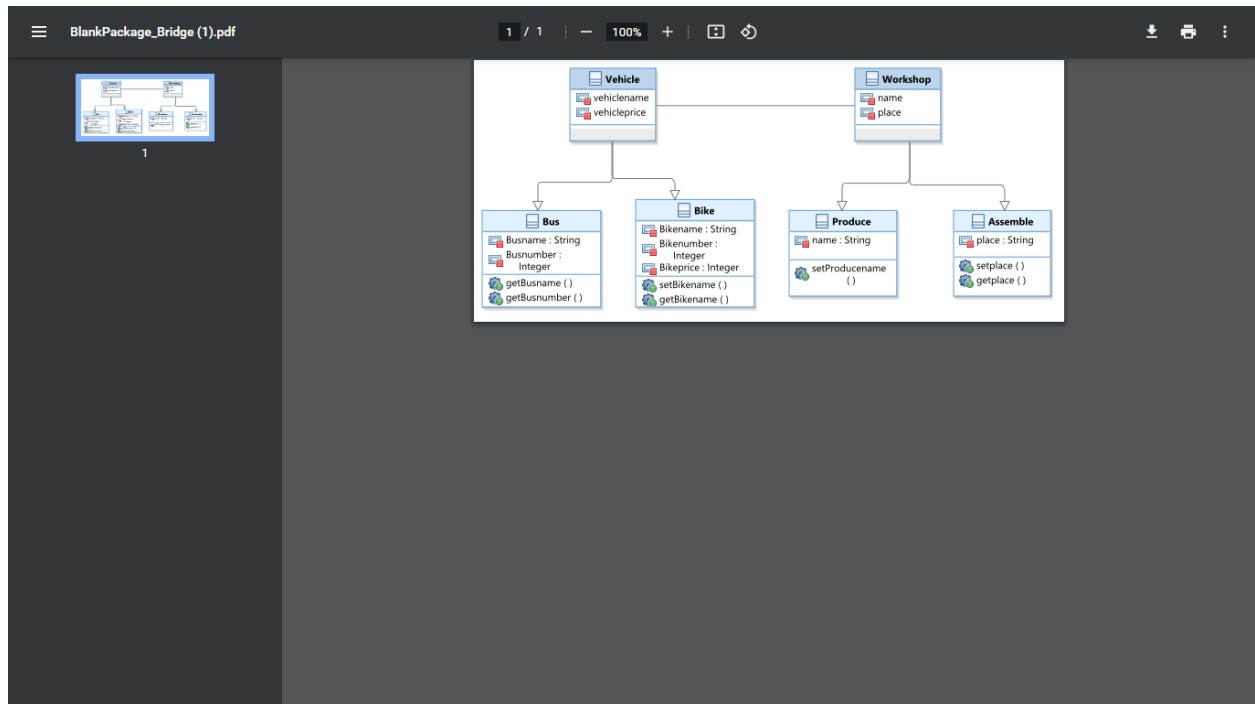 BlankPackage_Bridge (1).pdf
1 / 1
100%
1
Vehicle
vehiclename
vehicleprice
Workshop
name
place
Bus
Busname : String
Busnumber :
Integer
getBusname ( )
getBusnumber ( )
Bike
Bikename : String
Bikenumber :
Integer
Bikeprice : Integer
setBikename ( )
getBikename ( )
Produce
name : String
setProducename
( )
Assemble
place : String
setplace ( )
getplace ( )